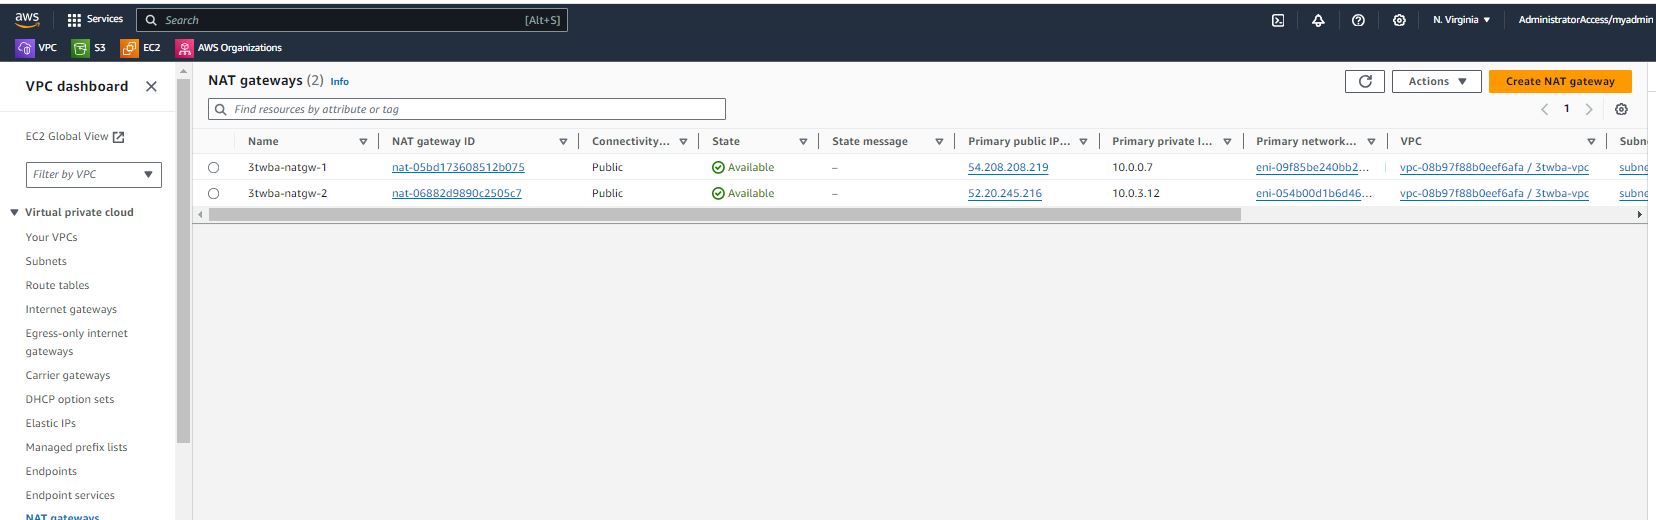 aws Services Search [Alt+S] N. Virginia AdministratorAccess/myadmin
VPC S3 EC2 AWS Organizations
VPC dashboard
EC2 Global View
Filter by VPC
Virtual private cloud
Your VPCs
Subnets
Route tables
Internet gateways
Egress-only internet
gateways
Carrier gateways
DHCP option sets
Elastic IPs
Managed prefix lists
Endpoints
Endpoint services
NAT gateways
NAT gateways (2) Info Actions Create NAT gateway
Find resources by attribute or tag 1
Name NAT gateway ID Connectivity... State State message Primary public IP... Primary private I... Primary network... VPC Subn
3twba-natgw-1 nat-05bd173608512b075 Public Available – 54.208.208.219 10.0.0.7 eni-09f85be240bb2... vpc-08b97f88b0eef6afa / 3twba-vpc subne
3twba-natgw-2 nat-06882d9890c2505c7 Public Available – 52.20.245.216 10.0.3.12 eni-054b00d1b6d46... vpc-08b97f88b0eef6afa / 3twba-vpc subne